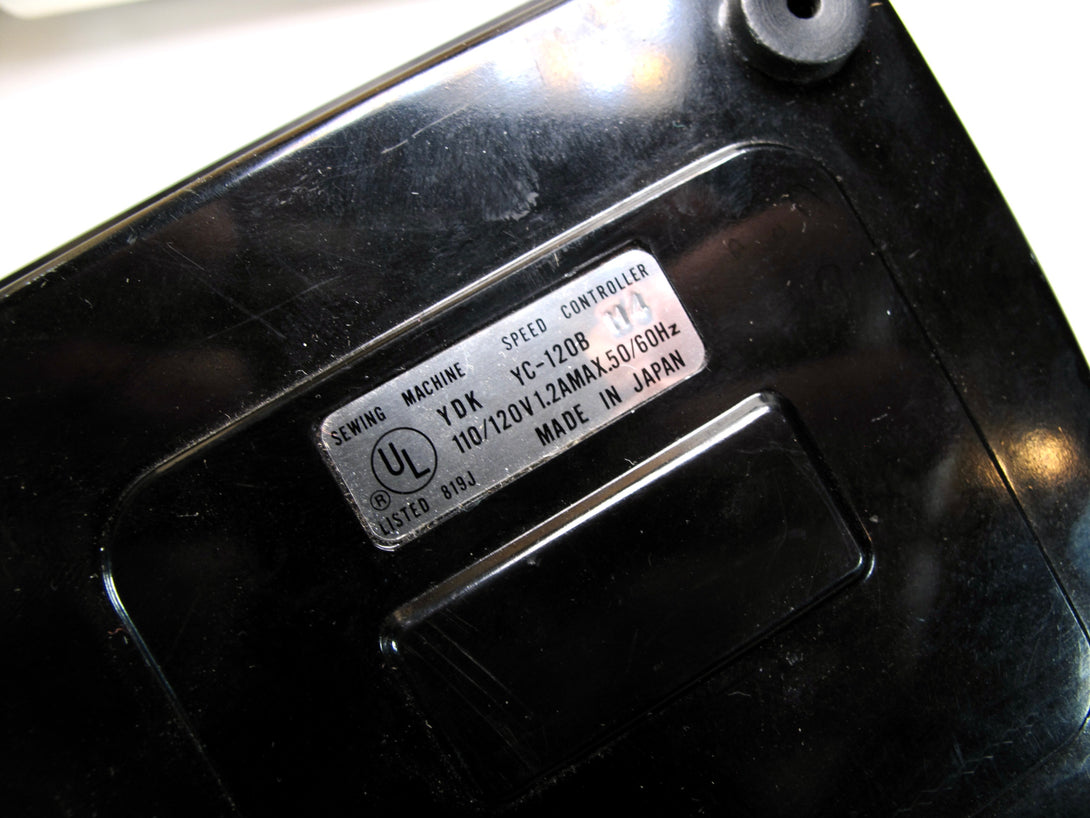 SEWING MACHINE SPEED CONTROLLER
YDK YC-120B
110/120V 1.2AMAX.50/60Hz
MADE IN JAPAN
UL
®
LISTED 819J